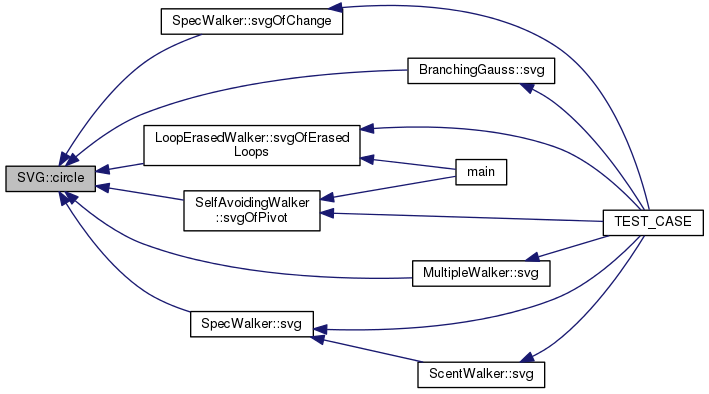 SpecWalker::svgOfChange
BranchingGauss::svg
LoopErasedWalker::svgOfErased
Loops
main
SVG::circle
SelfAvoidingWalker
::svgOfPivot
TEST_CASE
MultipleWalker::svg
SpecWalker::svg
ScentWalker::svg